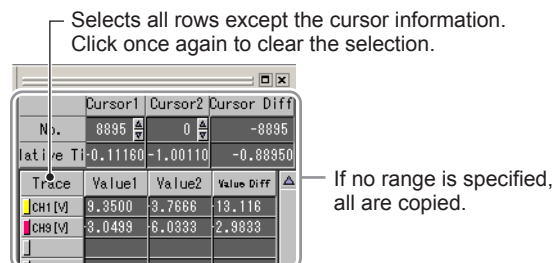 Selects all rows except the cursor information.
Click once again to clear the selection.
Cursor1 Cursor2 Cursor Diff
No. 8895 0 -8895
lative Ti -0.11160 -1.00110 -0.88950
Trace Value1 Value2 Value Diff
CH1 [V] 9.3500 -3.7666 -13.116
CH9 [V] -3.0499 -6.0333 -2.9833
If no range is specified,
all are copied.